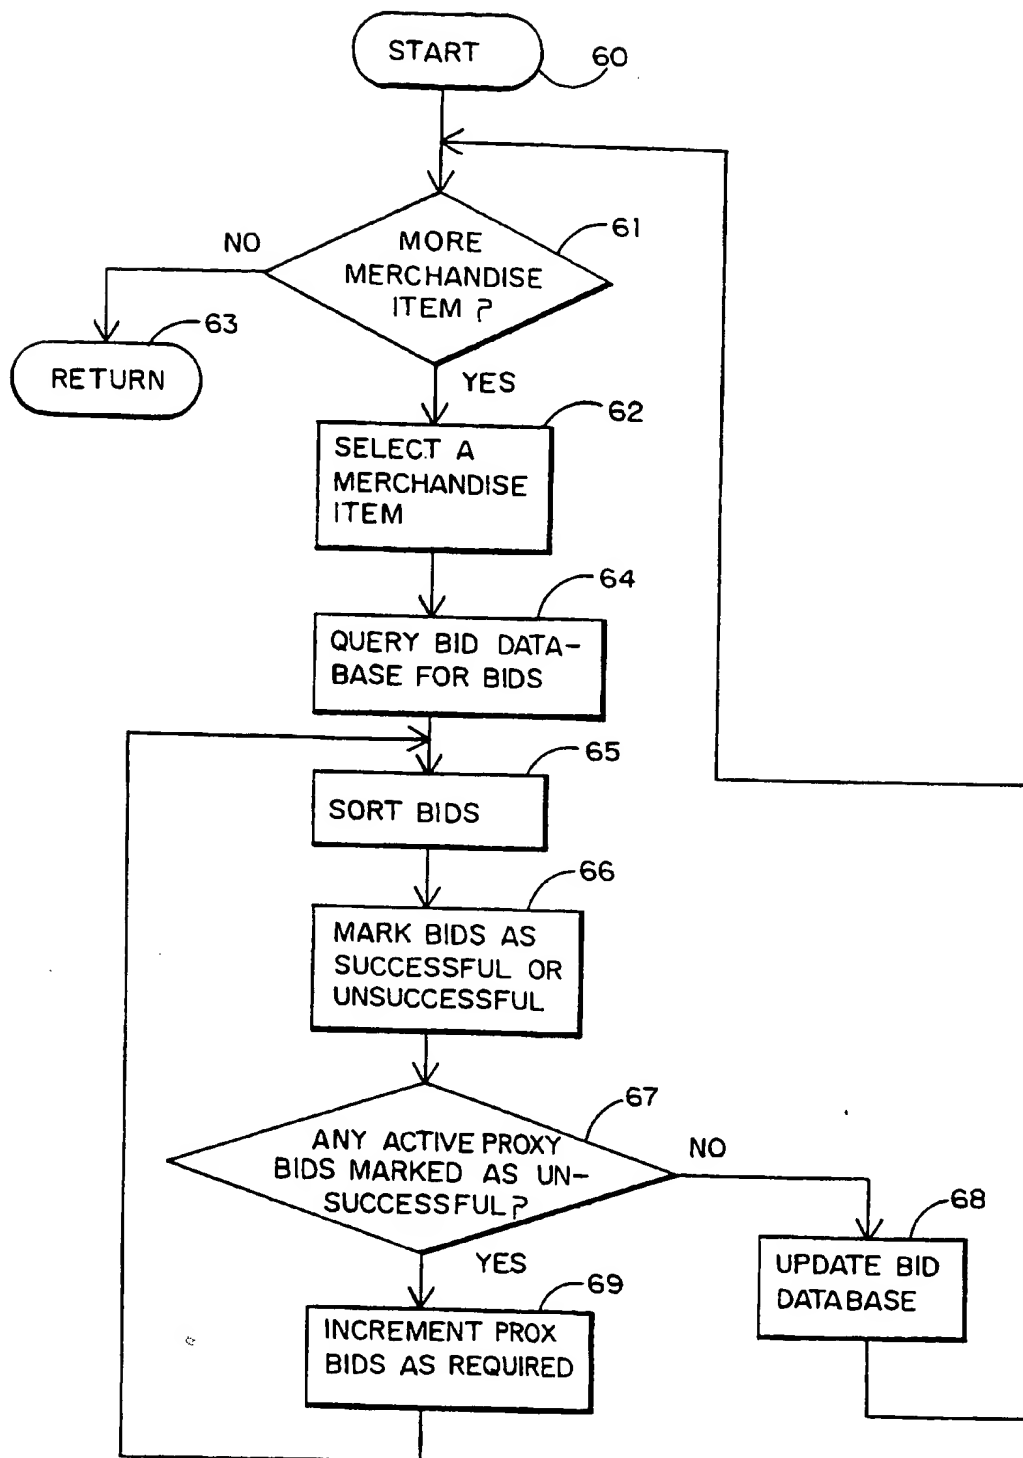 START
60
MORE
MERCHANDISE
ITEM ?
61
NO
63
RETURN
YES
62
SELECT A
MERCHANDISE
ITEM
64
QUERY BID DATA-
BASE FOR BIDS
65
SORT BIDS
66
MARK BIDS AS
SUCCESSFUL OR
UNSUCCESSFUL
67
ANY ACTIVE PROXY
BIDS MARKED AS UN-
SUCCESSFUL?
NO
68
UPDATE BID
DATABASE
YES
69
INCREMENT PROX
BIDS AS REQUIRED